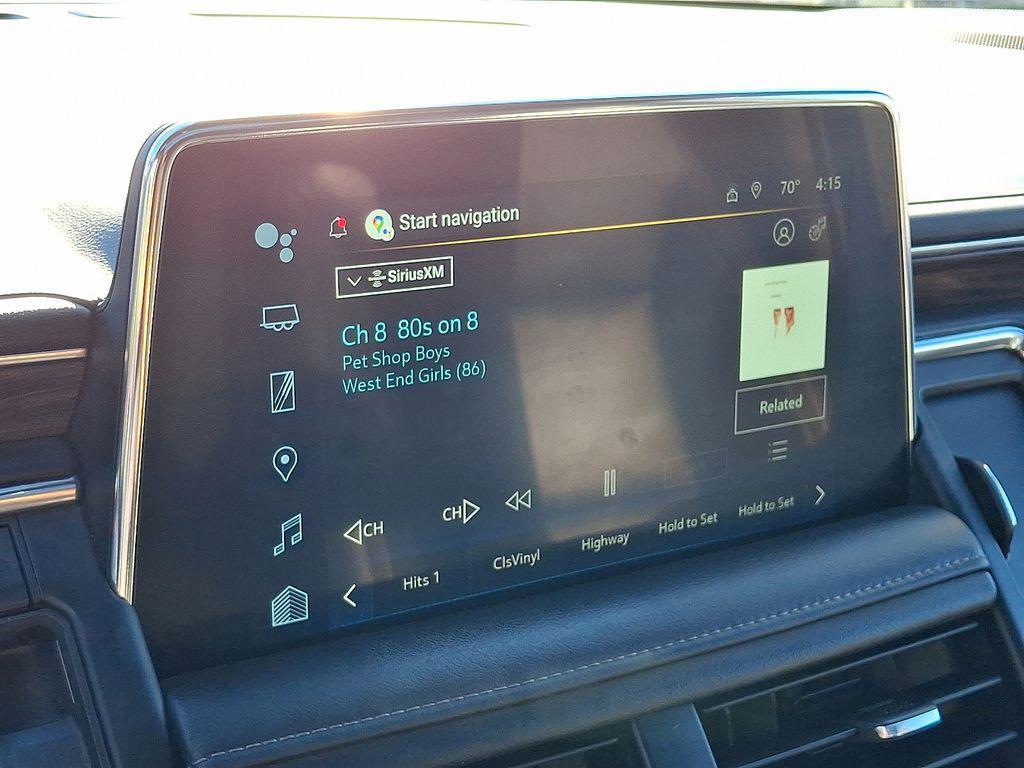 70° 4:15
Start navigation
SiriusXM
Ch 8 80s on 8
Pet Shop Boys
West End Girls (86)
Related
CH CH
Hits 1 ClsVinyl Highway Hold to Set Hold to Set